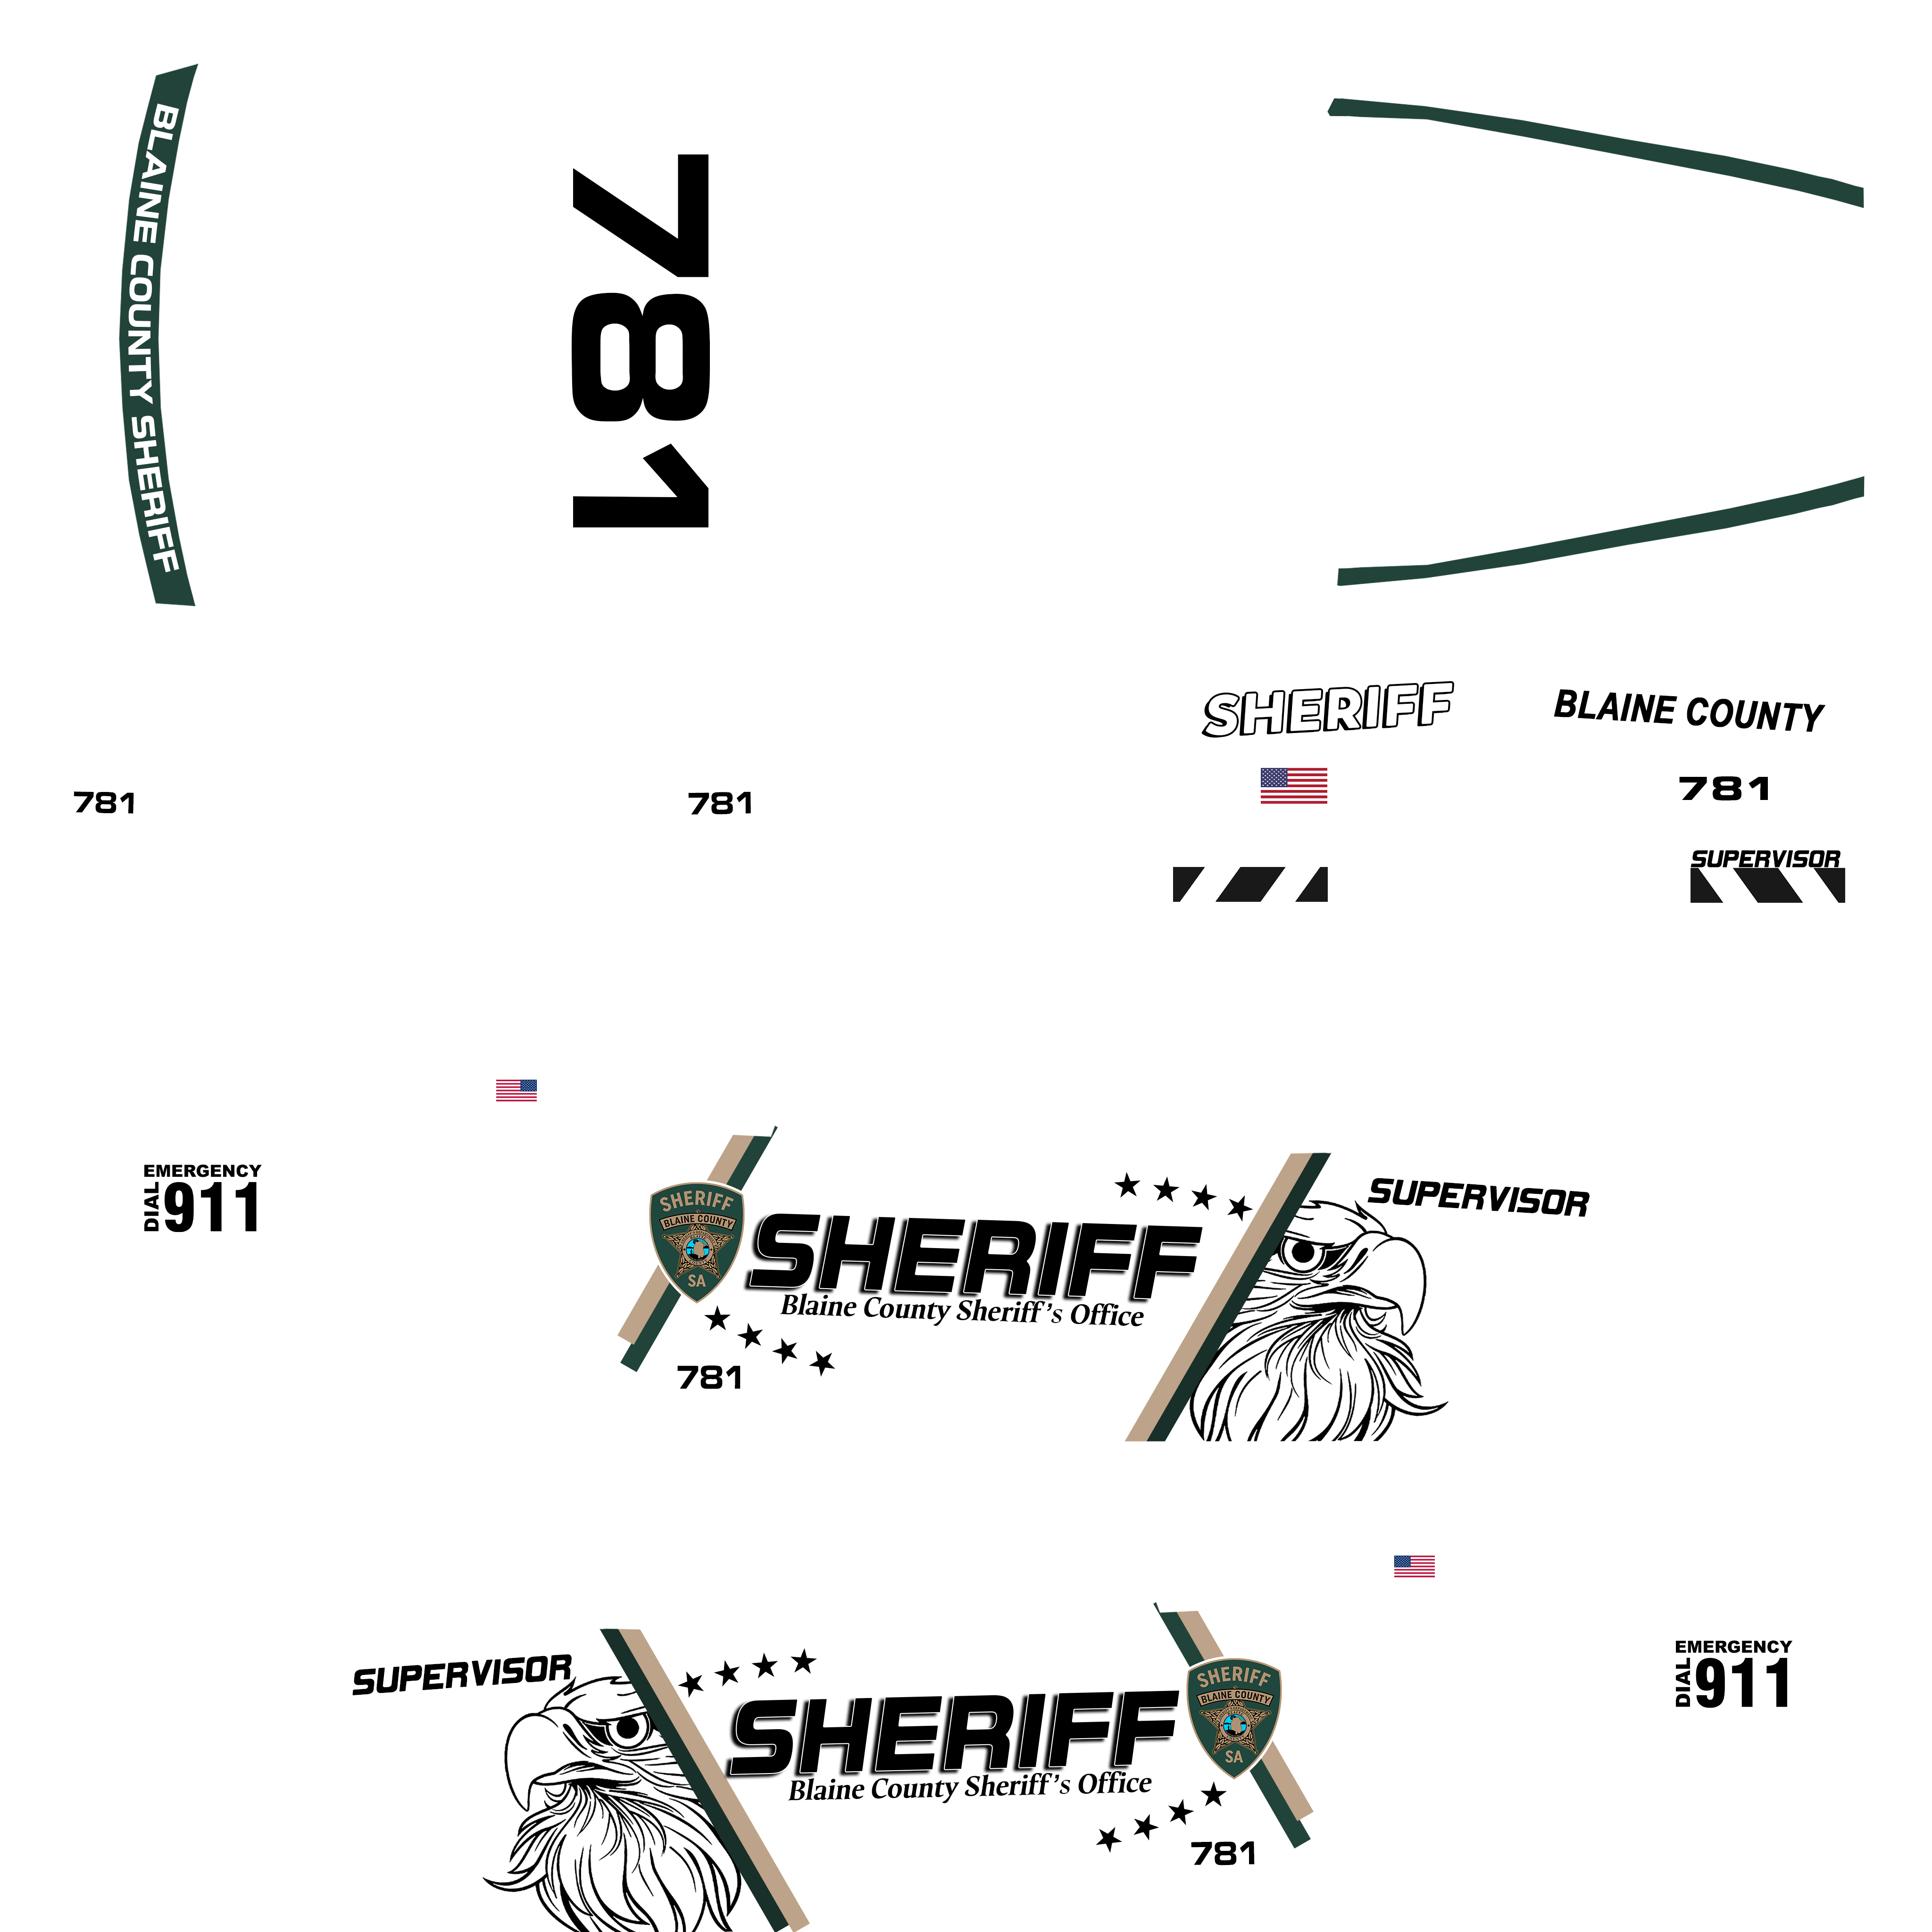 BLAINE COUNTY SHERIFF
781
SHERIFF
BLAINE COUNTY
781
781
781
SUPERVISOR
EMERGENCY
DIAL 911
SHERIFF
BLAINE COUNTY
SA
SHERIFF
Blaine County Sheriff's Office
781
SUPERVISOR
SUPERVISOR
SHERIFF
Blaine County Sheriff's Office
SHERIFF
BLAINE COUNTY
SA
781
EMERGENCY
DIAL 911